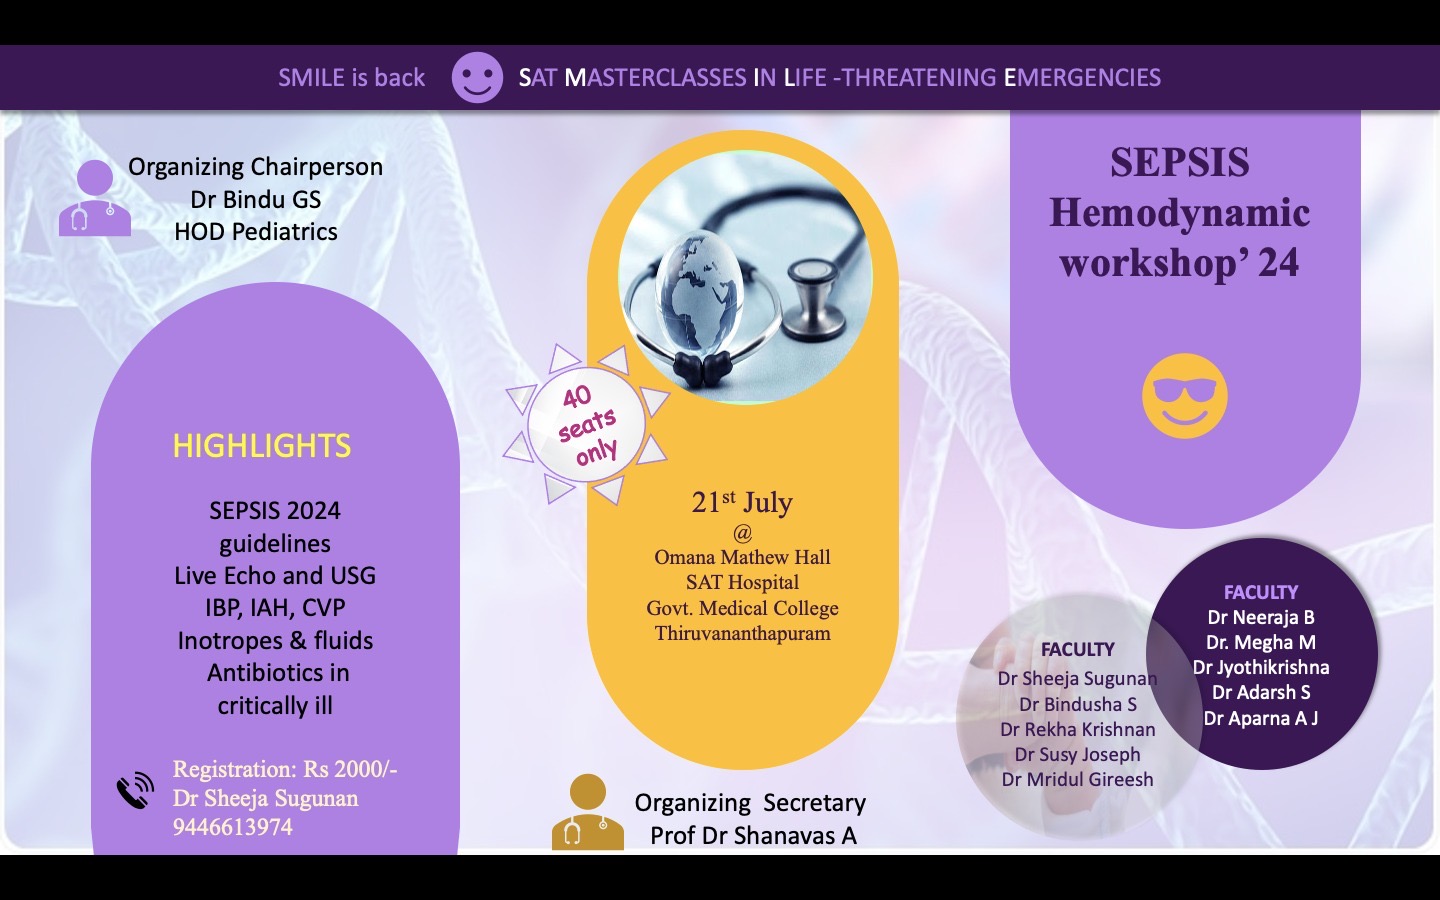 SMILE is back
SAT MASTERCLASSES IN LIFE -THREATENING EMERGENCIES
Organizing Chairperson
Dr Bindu GS
HOD Pediatrics
SEPSIS
Hemodynamic
workshop’ 24
40
seats
only
HIGHLIGHTS
SEPSIS 2024
guidelines
Live Echo and USG
IBP, IAH, CVP
Inotropes & fluids
Antibiotics in
critically ill
Registration: Rs 2000/-
Dr Sheeja Sugunan
9446613974
21st July
@
Omana Mathew Hall
SAT Hospital
Govt. Medical College
Thiruvananthapuram
Organizing  Secretary
Prof Dr Shanavas A
FACULTY
Dr Sheeja Sugunan
Dr Bindusha S
Dr Rekha Krishnan
Dr Susy Joseph
Dr Mridul Gireesh
FACULTY
Dr Neeraja B
Dr. Megha M
Dr Jyothikrishna
Dr Adarsh S
Dr Aparna A J